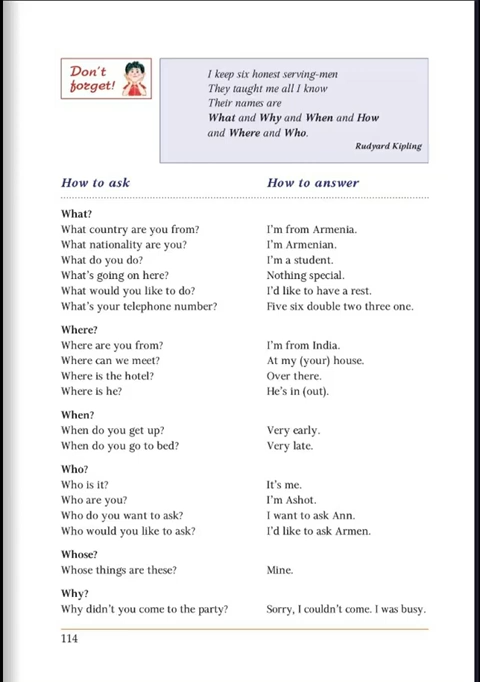 Don't
forget!
I keep six honest serving-men
They taught me all I know
Their names are
What and Why and When and How
and Where and Who.
Rudyard Kipling
How to ask How to answer
What?
What country are you from? I'm from Armenia.
What nationality are you? I'm Armenian.
What do you do? I'm a student.
What's going on here? Nothing special.
What would you like to do? I'd like to have a rest.
What's your telephone number? Five six double two three one.
Where?
Where are you from? I'm from India.
Where can we meet? At my (your) house.
Where is the hotel? Over there.
Where is he? He's in (out).
When?
When do you get up? Very early.
When do you go to bed? Very late.
Who?
Who is it? It's me.
Who are you? I'm Ashot.
Who do you want to ask? I want to ask Ann.
Who would you like to ask? I'd like to ask Armen.
Whose?
Whose things are these? Mine.
Why?
Why didn't you come to the party? Sorry, I couldn't come. I was busy.
114